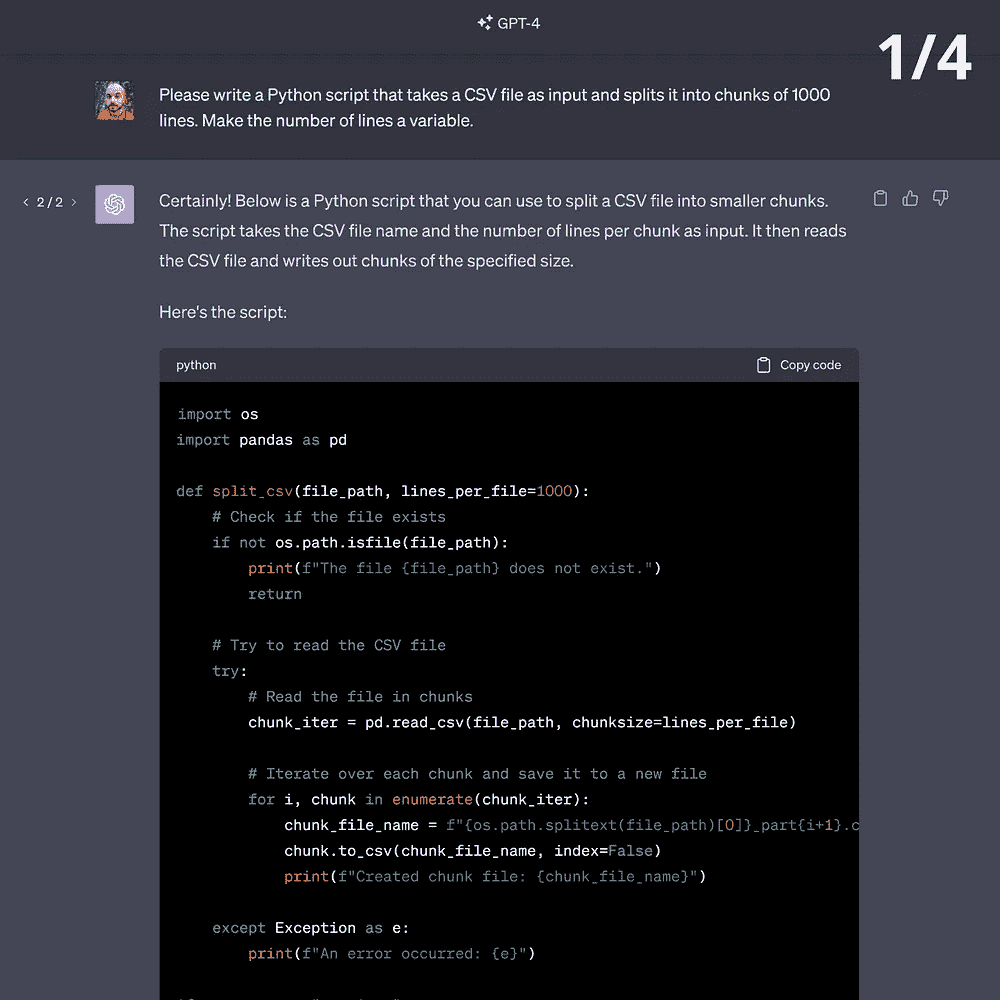 GPT-4
1/4
Please write a Python script that takes a CSV file as input and splits it into chunks of 1000
lines. Make the number of lines a variable.
< 2 / 2 >
Certainly! Below is a Python script that you can use to split a CSV file into smaller chunks.
The script takes the CSV file name and the number of lines per chunk as input. It then reads
the CSV file and writes out chunks of the specified size.
Here's the script:
python
Copy code
import os
import pandas as pd
def split_csv(file_path, lines_per_file=1000):
# Check if the file exists
if not os.path.isfile(file_path):
print(f"The file {file_path} does not exist.")
return
# Try to read the CSV file
try:
# Read the file in chunks
chunk_iter = pd.read_csv(file_path, chunksize=lines_per_file)
# Iterate over each chunk and save it to a new file
for i, chunk in enumerate(chunk_iter):
chunk_file_name = f"{os.path.splitext(file_path)[0]}_part{i+1}.c
chunk.to_csv(chunk_file_name, index=False)
print(f"Created chunk file: {chunk_file_name}")
except Exception as e:
print(f"An error occurred: {e}")